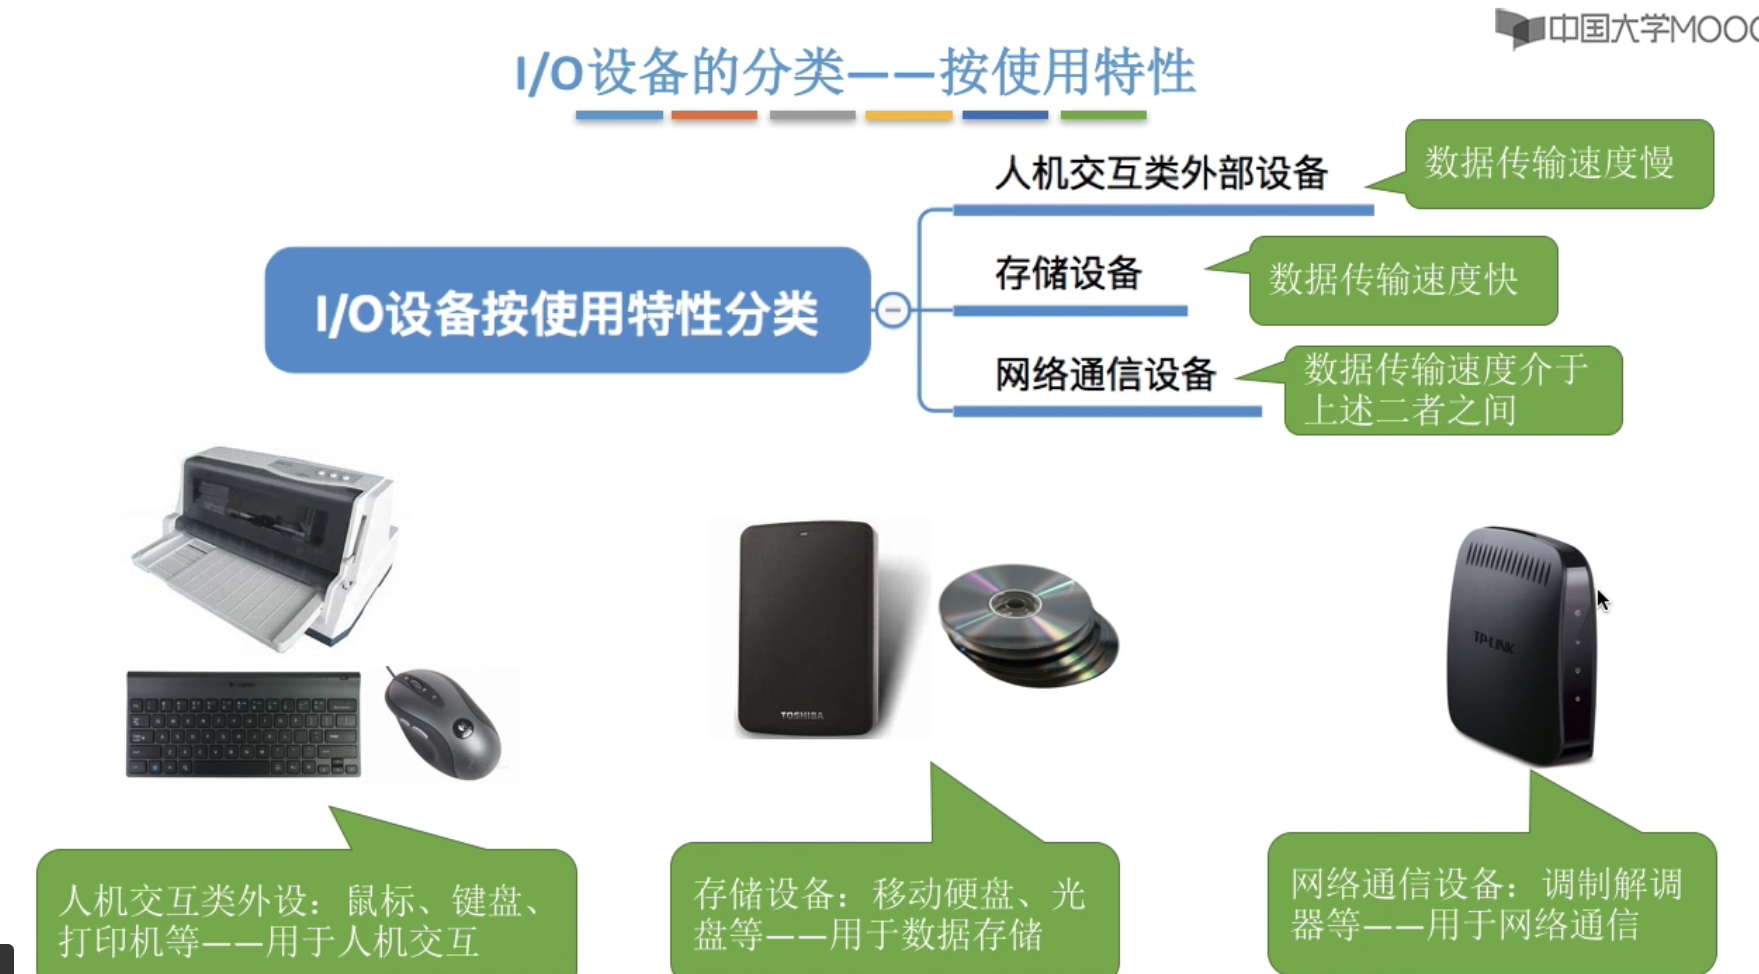 中国大学MOOC
I/O设备的分类——按使用特性
人机交互类外部设备
数据传输速度慢
存储设备
数据传输速度快
I/O设备按使用特性分类
网络通信设备
数据传输速度介于
上述二者之间
TOSHIBA
TP-LINK
人机交互类外设：鼠标、键盘、
打印机等——用于人机交互
存储设备：移动硬盘、光
盘等——用于数据存储
网络通信设备：调制解调
器等——用于网络通信